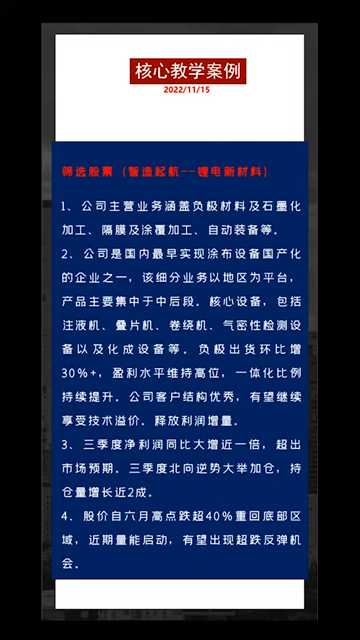 核心教学案例
2022/11/15
筛选股票（智造起航--锂电新材料）
1、公司主营业务涵盖负极材料及石墨化
加工、隔膜及涂覆加工、自动装备等。
2、公司是国内最早实现涂布设备国产化
的企业之一，该细分业务以地区为平台，
产品主要集中于中后段。核心设备，包括
注液机、叠片机、卷绕机、气密性检测设
备以及化成设备等。负极出货环比增
30%+，盈利水平维持高位，一体化比例
持续提升。公司客户结构优秀，有望继续
享受技术溢价。释放利润增量。
3、三季度净利润同比大增近一倍，超出
市场预期。三季度北向逆势大举加仓，持
仓量增长近2成。
4、股价自六月高点跌超40%重回底部区
域，近期量能启动，有望出现超跌反弹机
会。